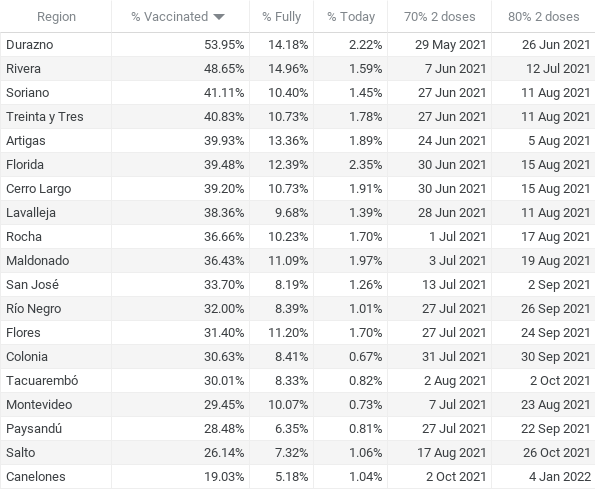 Region % Vaccinated % Fully % Today 70% 2 doses 80% 2 doses
Durazno 53.95% 14.18% 2.22% 29 May 2021 26 Jun 2021
Rivera 48.65% 14.96% 1.59% 7 Jun 2021 12 Jul 2021
Soriano 41.11% 10.40% 1.45% 27 Jun 2021 11 Aug 2021
Treinta y Tres 40.83% 10.73% 1.78% 27 Jun 2021 11 Aug 2021
Artigas 39.93% 13.36% 1.89% 24 Jun 2021 5 Aug 2021
Florida 39.48% 12.39% 2.35% 30 Jun 2021 15 Aug 2021
Cerro Largo 39.20% 10.73% 1.91% 30 Jun 2021 15 Aug 2021
Lavalleja 38.36% 9.68% 1.39% 28 Jun 2021 11 Aug 2021
Rocha 36.66% 10.23% 1.70% 1 Jul 2021 17 Aug 2021
Maldonado 36.43% 11.09% 1.97% 3 Jul 2021 19 Aug 2021
San José 33.70% 8.19% 1.26% 13 Jul 2021 2 Sep 2021
Río Negro 32.00% 8.39% 1.01% 27 Jul 2021 26 Sep 2021
Flores 31.40% 11.20% 1.70% 27 Jul 2021 24 Sep 2021
Colonia 30.63% 8.41% 0.67% 31 Jul 2021 30 Sep 2021
Tacuarembó 30.01% 8.33% 0.82% 2 Aug 2021 2 Oct 2021
Montevideo 29.45% 10.07% 0.73% 7 Jul 2021 23 Aug 2021
Paysandú 28.48% 6.35% 0.81% 27 Jul 2021 22 Sep 2021
Salto 26.14% 7.32% 1.06% 17 Aug 2021 26 Oct 2021
Canelones 19.03% 5.18% 1.04% 2 Oct 2021 4 Jan 2022